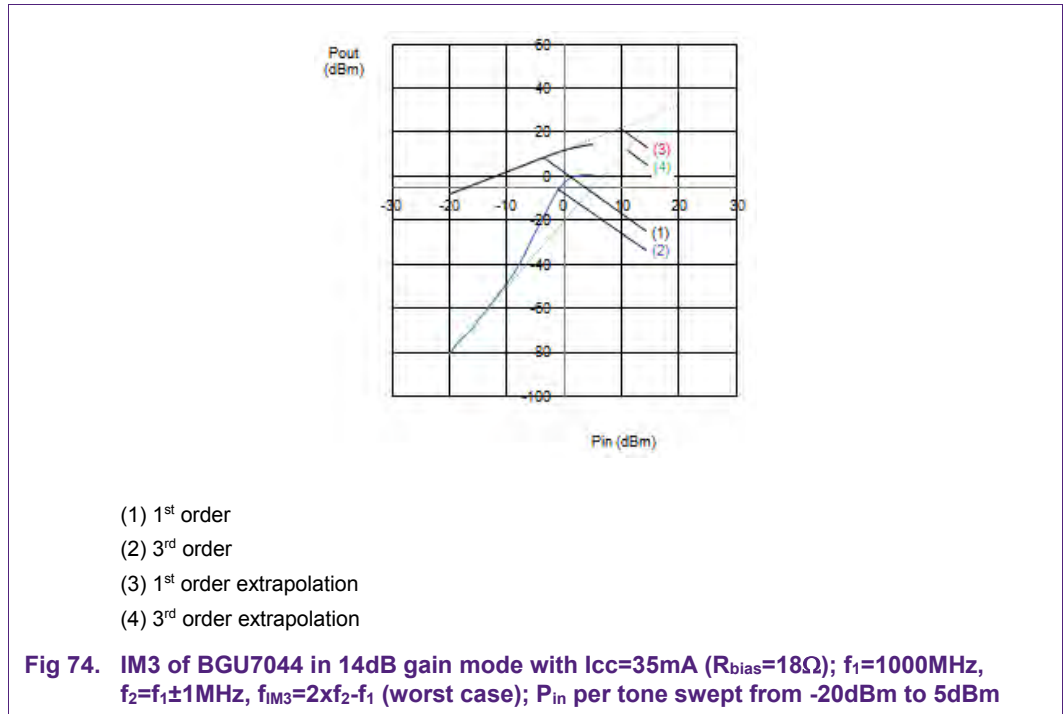 Pout
(dBm)
60
40
20
0
-30 -20 -10 0 10 20 30
-20
-40
-60
-80
-100
(3)
(4)
(1)
(2)
Pin (dBm)
(1) 1st order
(2) 3rd order
(3) 1st order extrapolation
(4) 3rd order extrapolation
Fig 74. IM3 of BGU7044 in 14dB gain mode with Icc=35mA (Rbias=18Ω); f1=1000MHz,
f2=f1±1MHz, fIM3=2xf2-f1 (worst case); Pin per tone swept from -20dBm to 5dBm